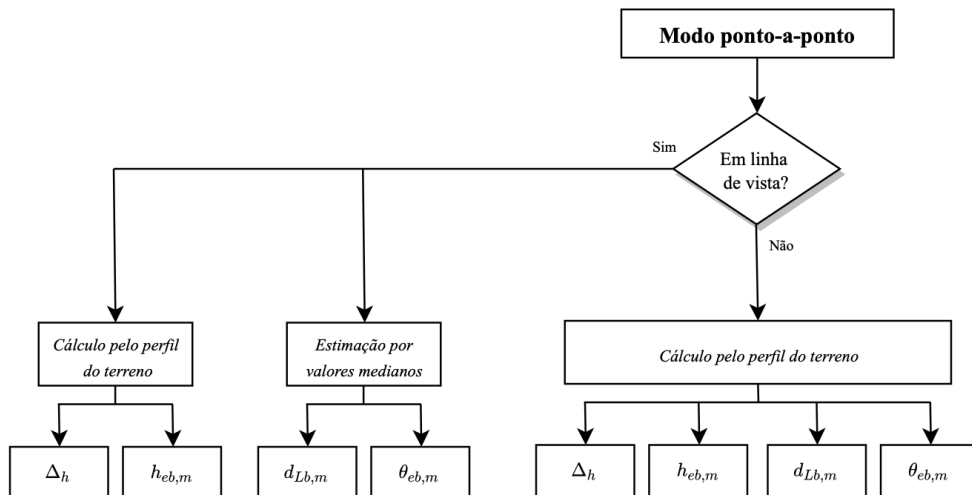 Modo ponto-a-ponto
Sim
Em linha
de vista?
Não
Cálculo pelo perfil
do terreno
Estimação por
valores medianos
Cálculo pelo perfil do terreno
Δ_h
h_{eb,m}
d_{Lb,m}
θ_{eb,m}
Δ_h
h_{eb,m}
d_{Lb,m}
θ_{eb,m}